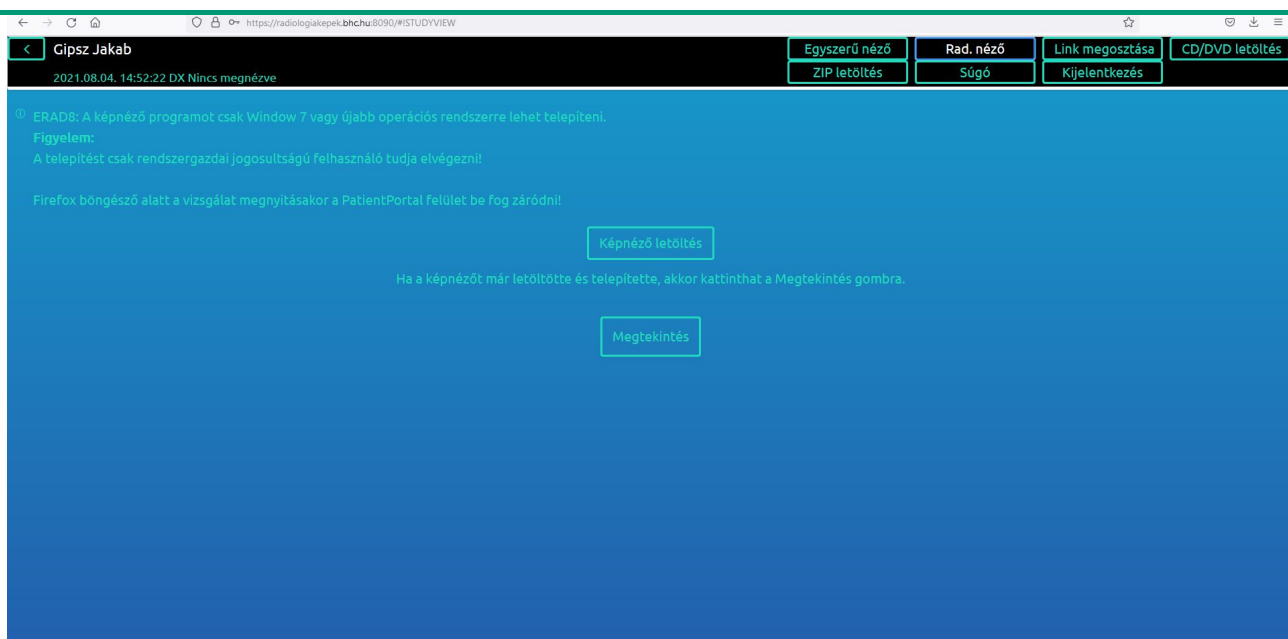 https://radiologiakepek.bhc.hu:8090/#!STUDYVIEW
Gipsz Jakab
Egyszerű néző
Rad. néző
Link megosztása
CD/DVD letöltés
2021.08.04. 14:52:22 DX Nincs megnézve
ZIP letöltés
Súgó
Kijelentkezés
ERAD8: A képnéző programot csak Window 7 vagy újabb operációs rendszerre lehet telepíteni.
Figyelem:
A telepítést csak rendszergazdai jogosultságú felhasználó tudja elvégezni!
Firefox böngésző alatt a vizsgálat megnyitásakor a PatientPortal felület be fog záródni!
Képnéző letöltés
Ha a képnézőt már letöltötte és telepítette, akkor kattinthat a Megtekintés gombra.
Megtekintés